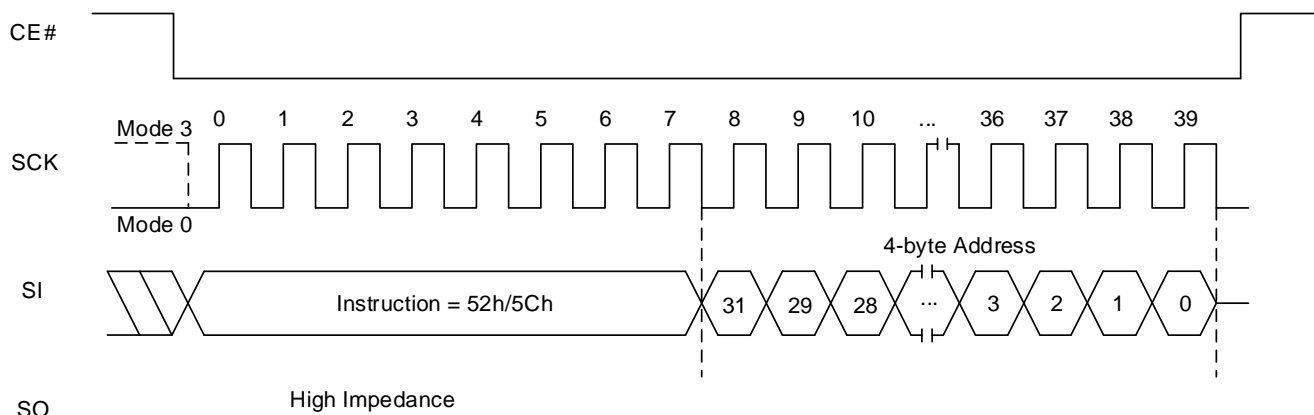 CE#
0 1 2 3 4 5 6 7 8 9 10 ... 36 37 38 39
Mode 3
SCK
Mode 0
4-byte Address
SI
Instruction = 52h/5Ch 31 29 28 ... 3 2 1 0
High Impedance
SO